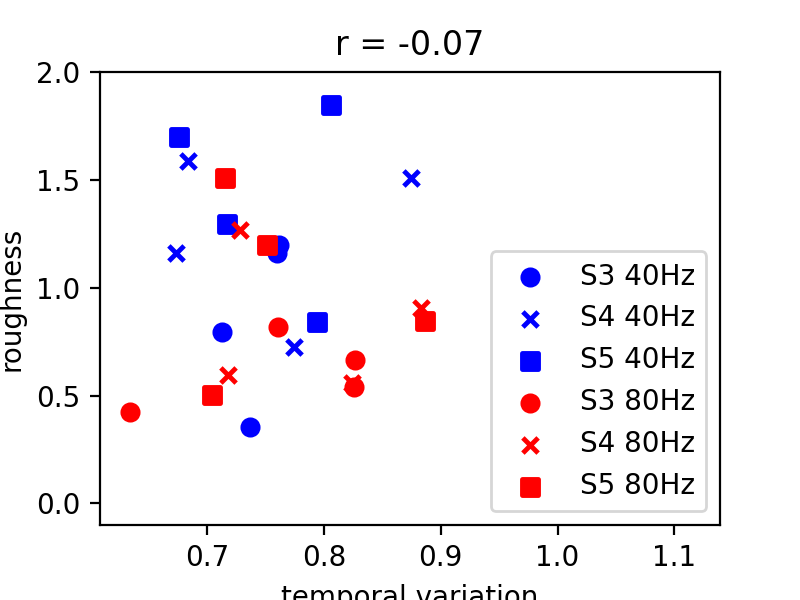 r = -0.07
2.0
1.5
1.0
0.5
0.0
roughness
S3 40Hz
S4 40Hz
S5 40Hz
S3 80Hz
S4 80Hz
S5 80Hz
0.7 0.8 0.9 1.0 1.1
temporal variation